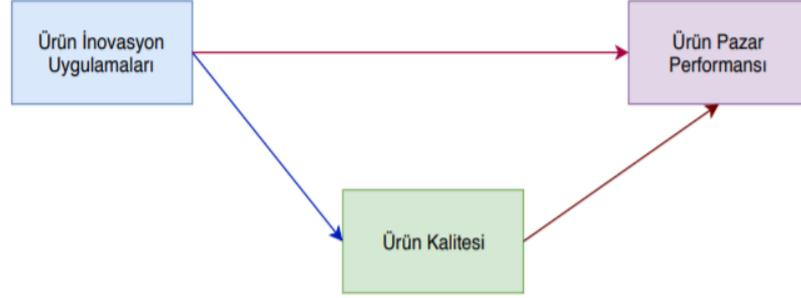 Ürün İnovasyon
Uygulamaları
Ürün Pazar
Performansı
Ürün Kalitesi